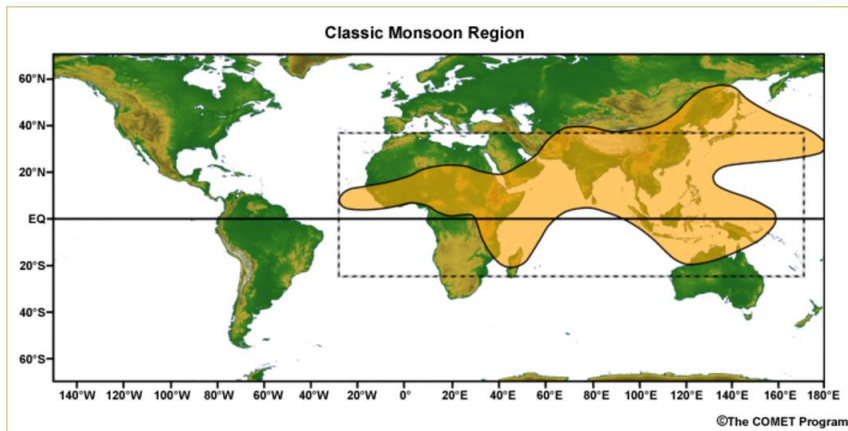 Classic Monsoon Region
60°N
40°N
20°N
EQ
20°S
40°S
60°S
140°W 120°W 100°W 80°W 60°W 40°W 20°W 0° 20°E 40°E 60°E 80°E 100°E 120°E 140°E 160°E 180°E
©The COMET Program